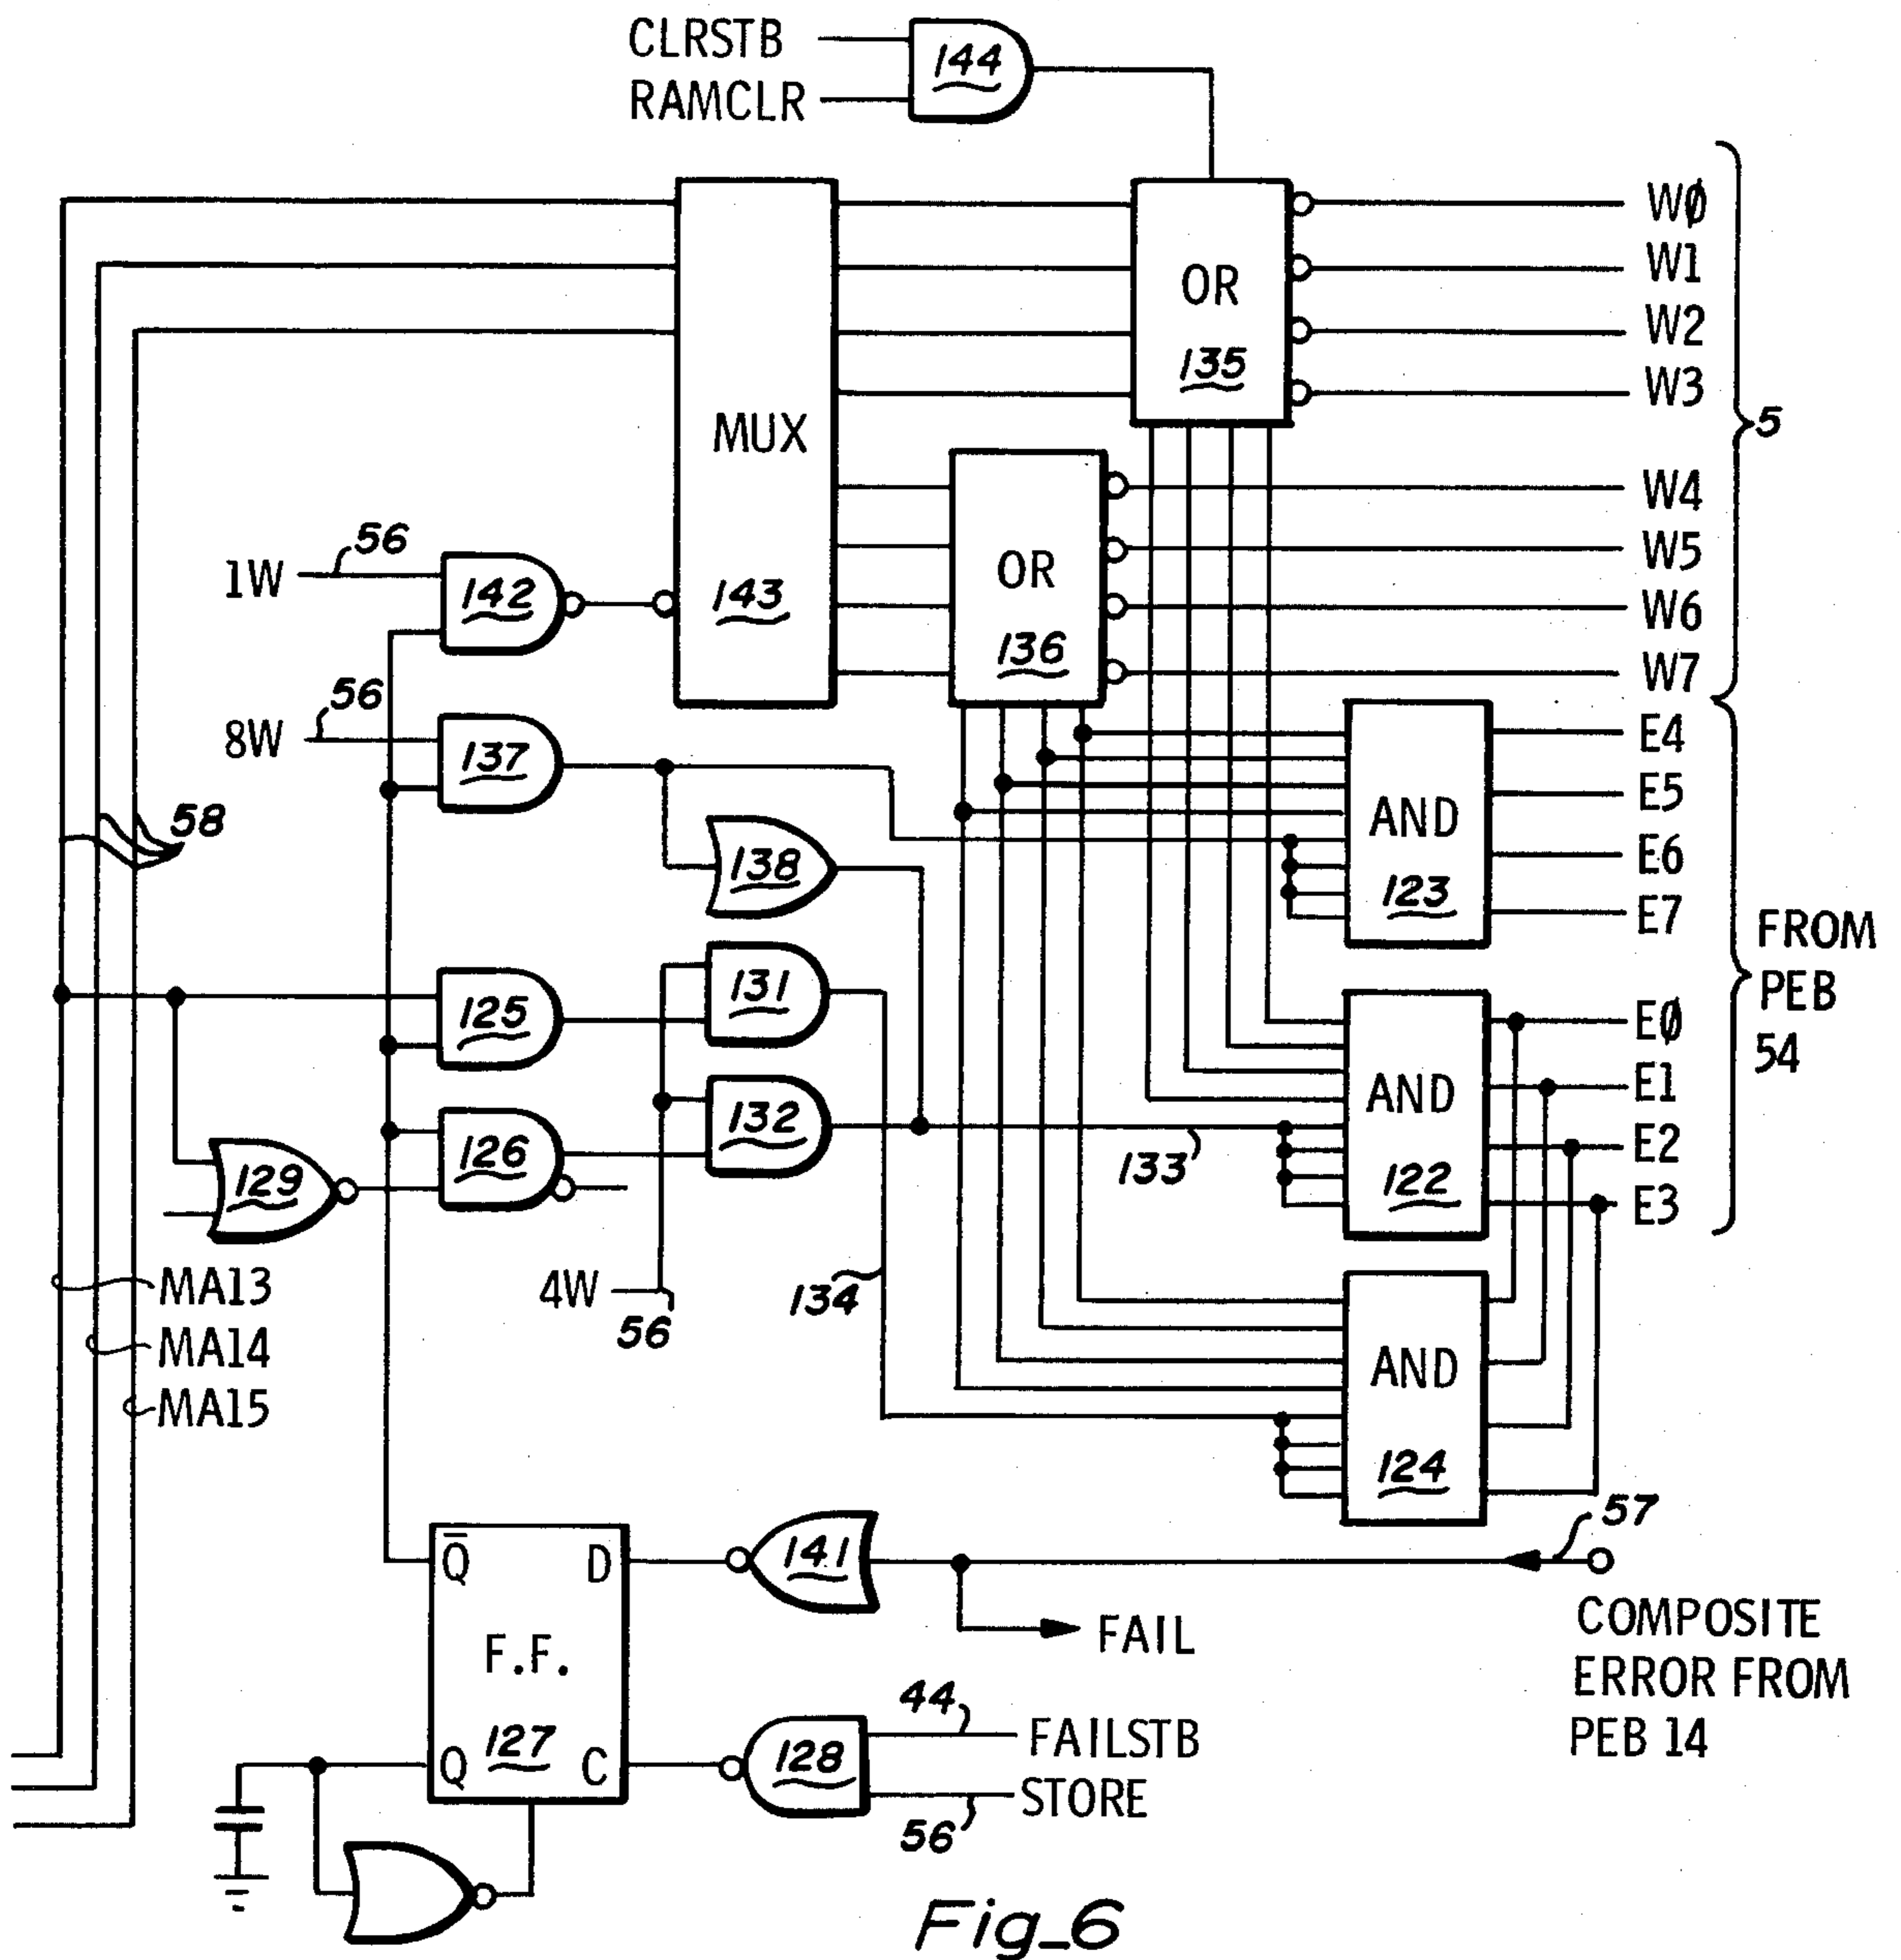 CLRSTB
RAMCLR
144
WØ
W1
W2
W3
5
OR
135
MUX
143
W4
W5
W6
W7
OR
136
1W
56
142
8W
56
137
58
138
E4
E5
E6
E7
AND
123
FROM
PEB
54
125
131
EØ
E1
E2
E3
AND
122
129
126
132
133
MA13
MA14
MA15
4W
56
134
AND
124
57
Q̅
D
141
FAIL
COMPOSITE
ERROR FROM
PEB 14
F.F.
127
Q
C
128
44
FAILSTB
STORE
56
Fig_6